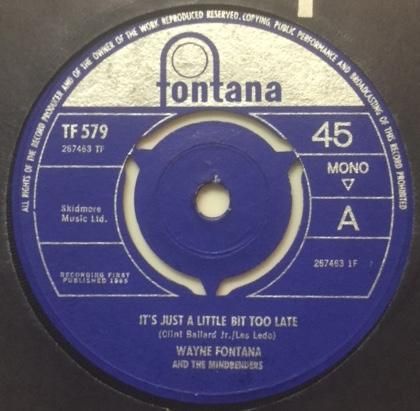 ALL RIGHTS OF THE RECORD PRODUCER AND OF THE OWNER OF THE WORK REPRODUCED RESERVED. COPYING, PUBLIC PERFORMANCE AND BROADCASTING OF THIS RECORD PROHIBITED
fontana
TF 579
267463 TF
45
MONO
A
Skidmore
Music Ltd.
267463 1F
RECORDING FIRST
PUBLISHED 1965
IT'S JUST A LITTLE BIT TOO LATE
(Clint Ballard Jr./Les Ledo)
WAYNE FONTANA
AND THE MINDBENDERS